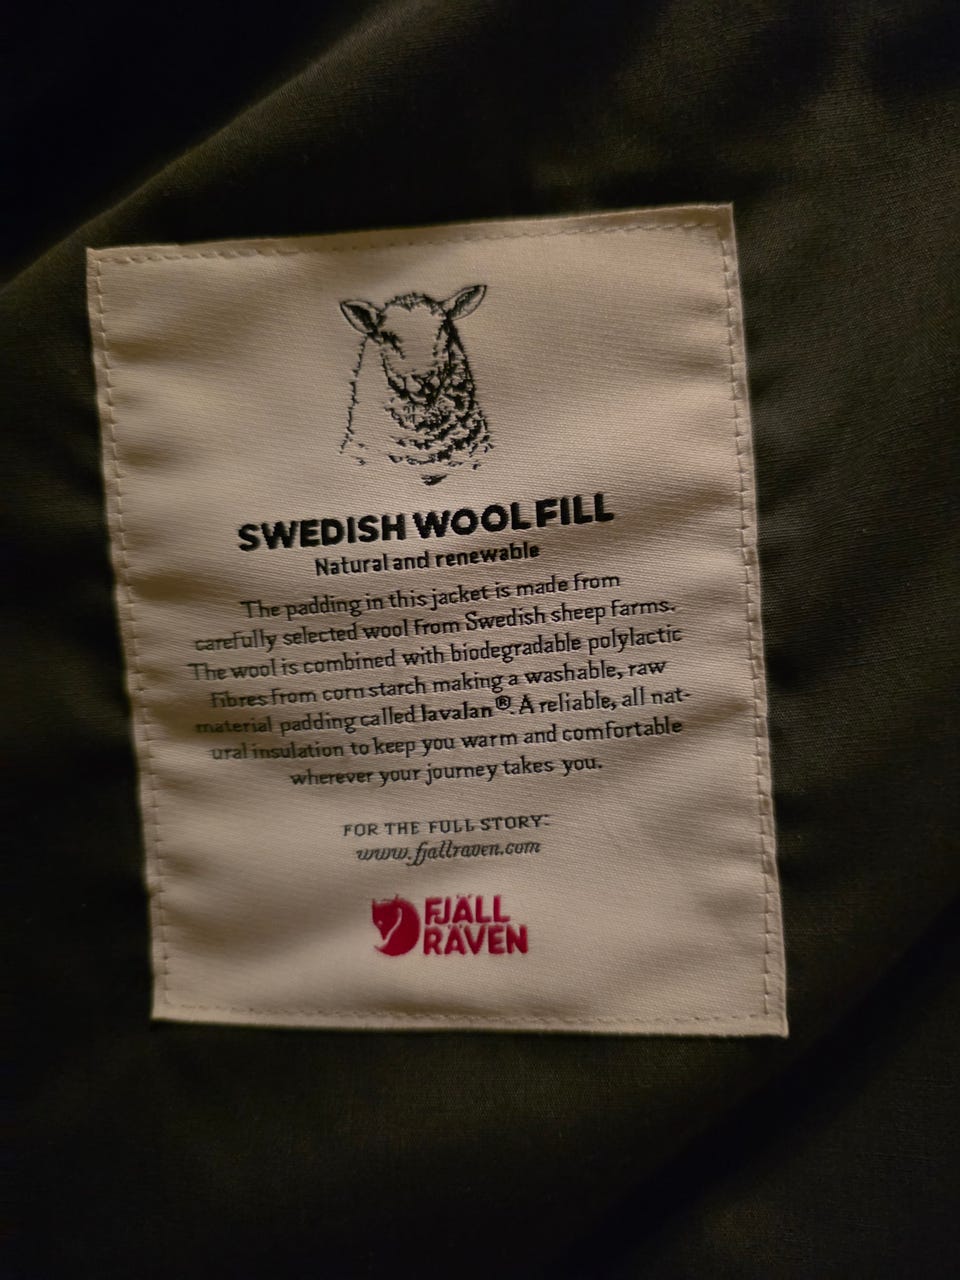 SWEDISH WOOL FILL
Natural and renewable
The padding in this jacket is made from
carefully selected wool from Swedish sheep farms.
The wool is combined with biodegradable polylactic
fibres from corn starch making a washable, raw
material padding called lavalan®. A reliable, all nat-
ural insulation to keep you warm and comfortable
wherever your journey takes you.
FOR THE FULL STORY:
www.fjallraven.com
FJÄLL
RÄVEN